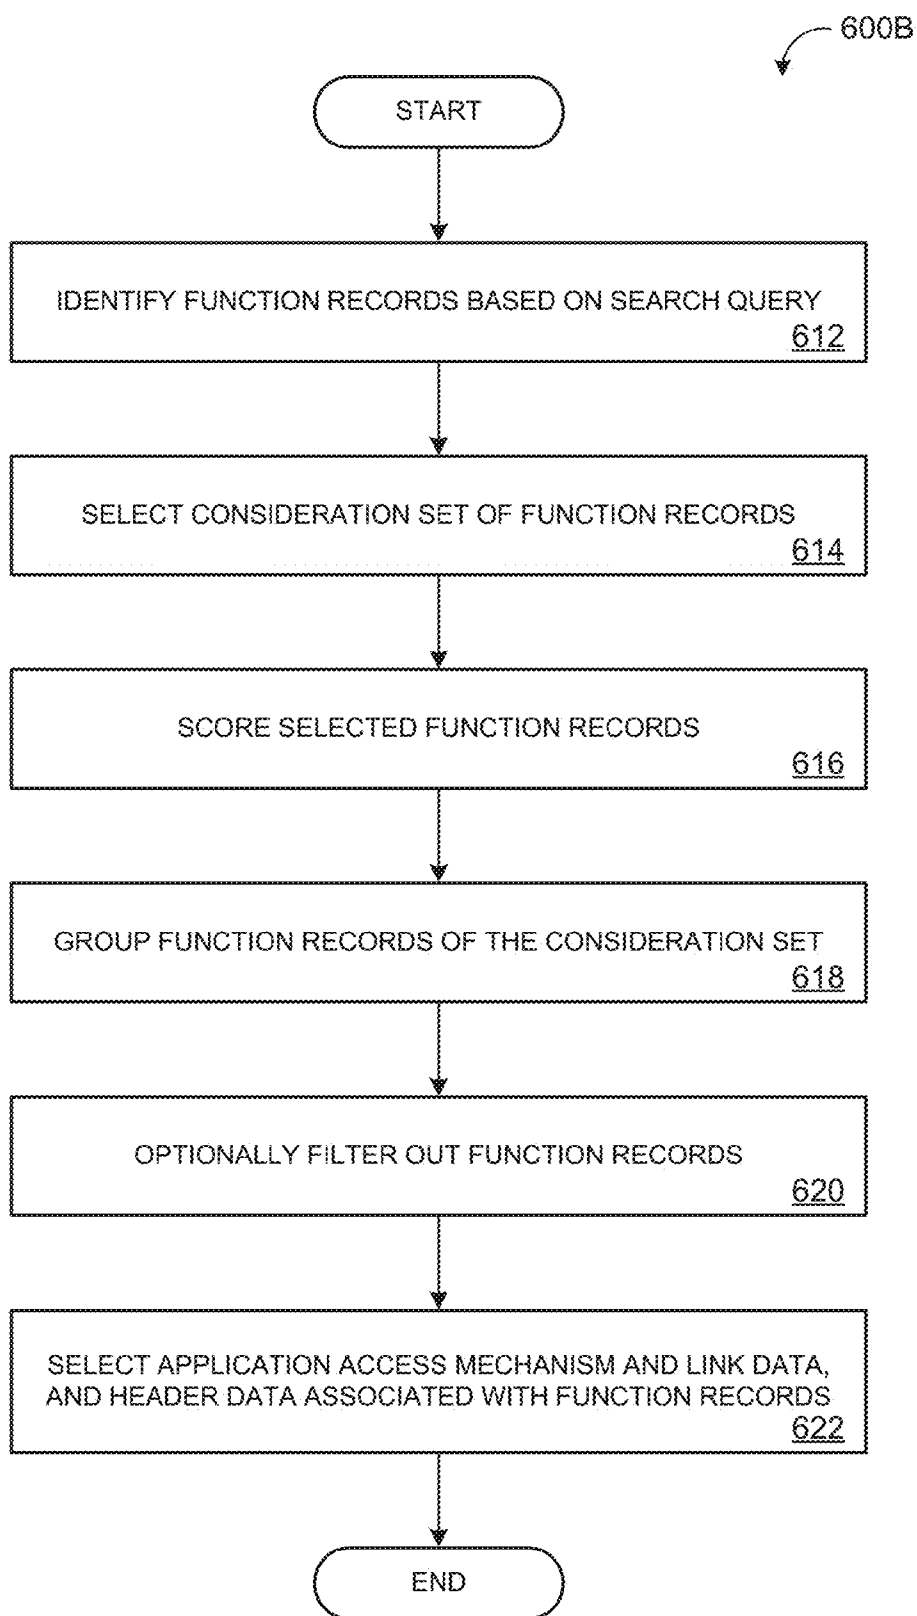 600B
START
IDENTIFY FUNCTION RECORDS BASED ON SEARCH QUERY
612
SELECT CONSIDERATION SET OF FUNCTION RECORDS
614
SCORE SELECTED FUNCTION RECORDS
616
GROUP FUNCTION RECORDS OF THE CONSIDERATION SET
618
OPTIONALLY FILTER OUT FUNCTION RECORDS
620
SELECT APPLICATION ACCESS MECHANISM AND LINK DATA,
AND HEADER DATA ASSOCIATED WITH FUNCTION RECORDS
622
END